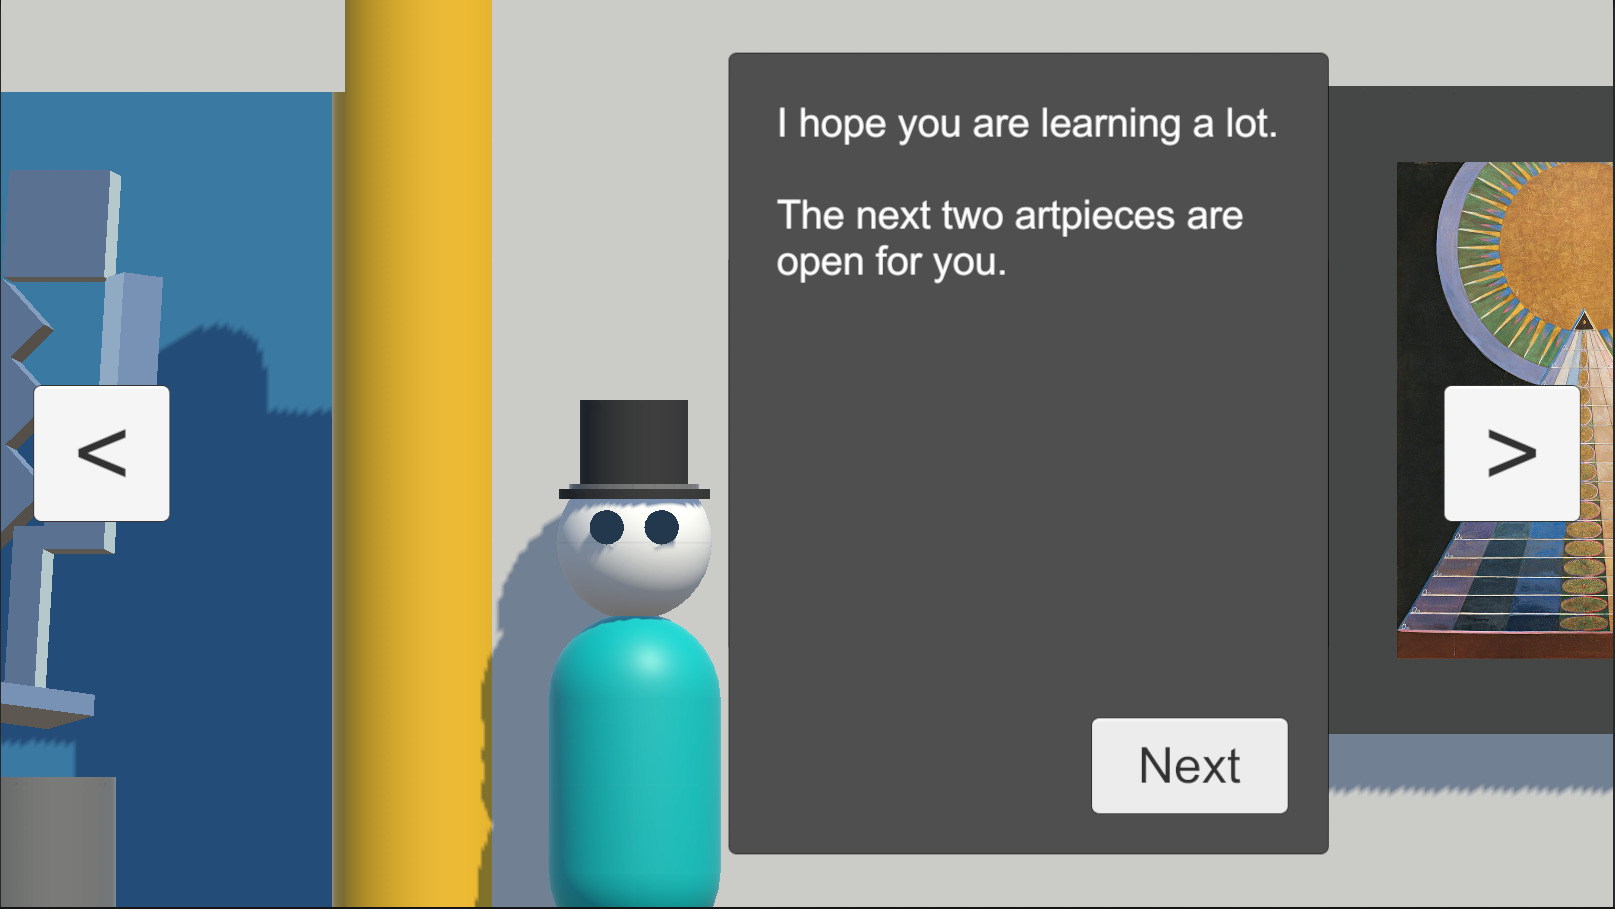 I hope you are learning a lot.
The next two artpieces are
open for you.
<
>
Next